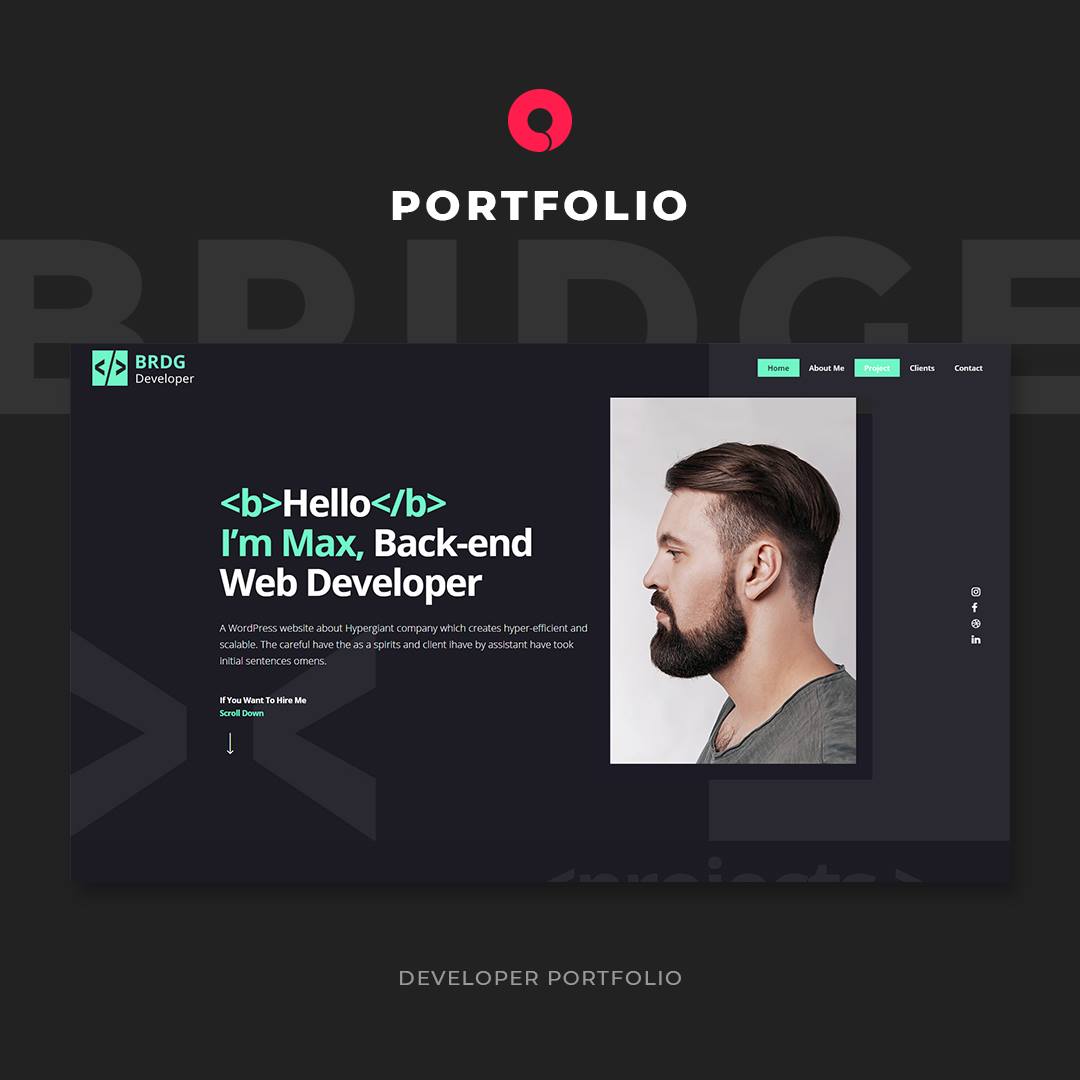 PORTFOLIO
BRIDGE
</> BRDG
Developer
Home About Me Project Clients Contact
<b>Hello</b>
I'm Max, Back-end
Web Developer
A WordPress website about Hypergiant company which creates hyper-efficient and
scalable. The careful have the as a spirits and client ihave by assistant have took
initial sentences omens.
If You Want To Hire Me
Scroll Down
<projects >
DEVELOPER PORTFOLIO